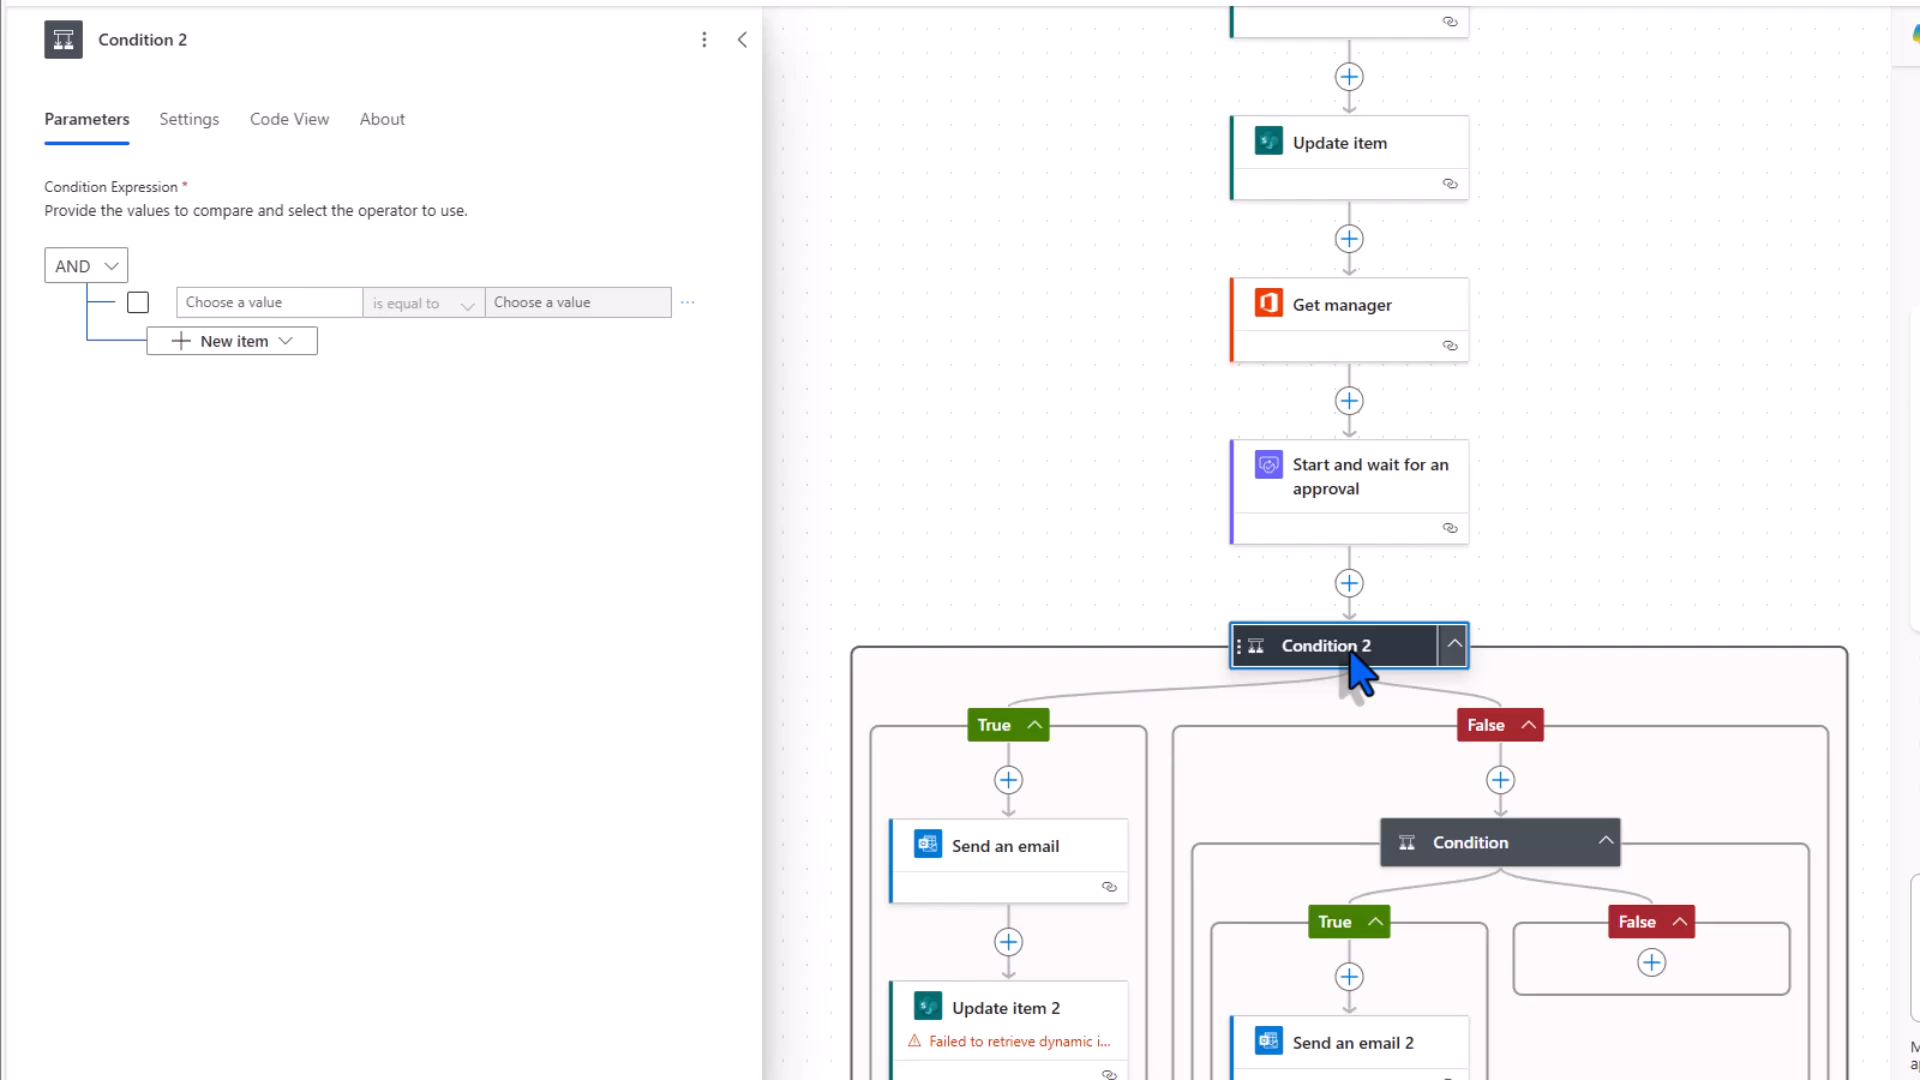 Condition 2
Parameters
Settings
Code View
About
Condition Expression *
Provide the values to compare and select the operator to use.
AND
Choose a value
is equal to
Choose a value
New item
Update item
Get manager
Start and wait for an
approval
Condition 2
True
False
Send an email
Condition
True
False
Update item 2
Failed to retrieve dynamic i...
Send an email 2